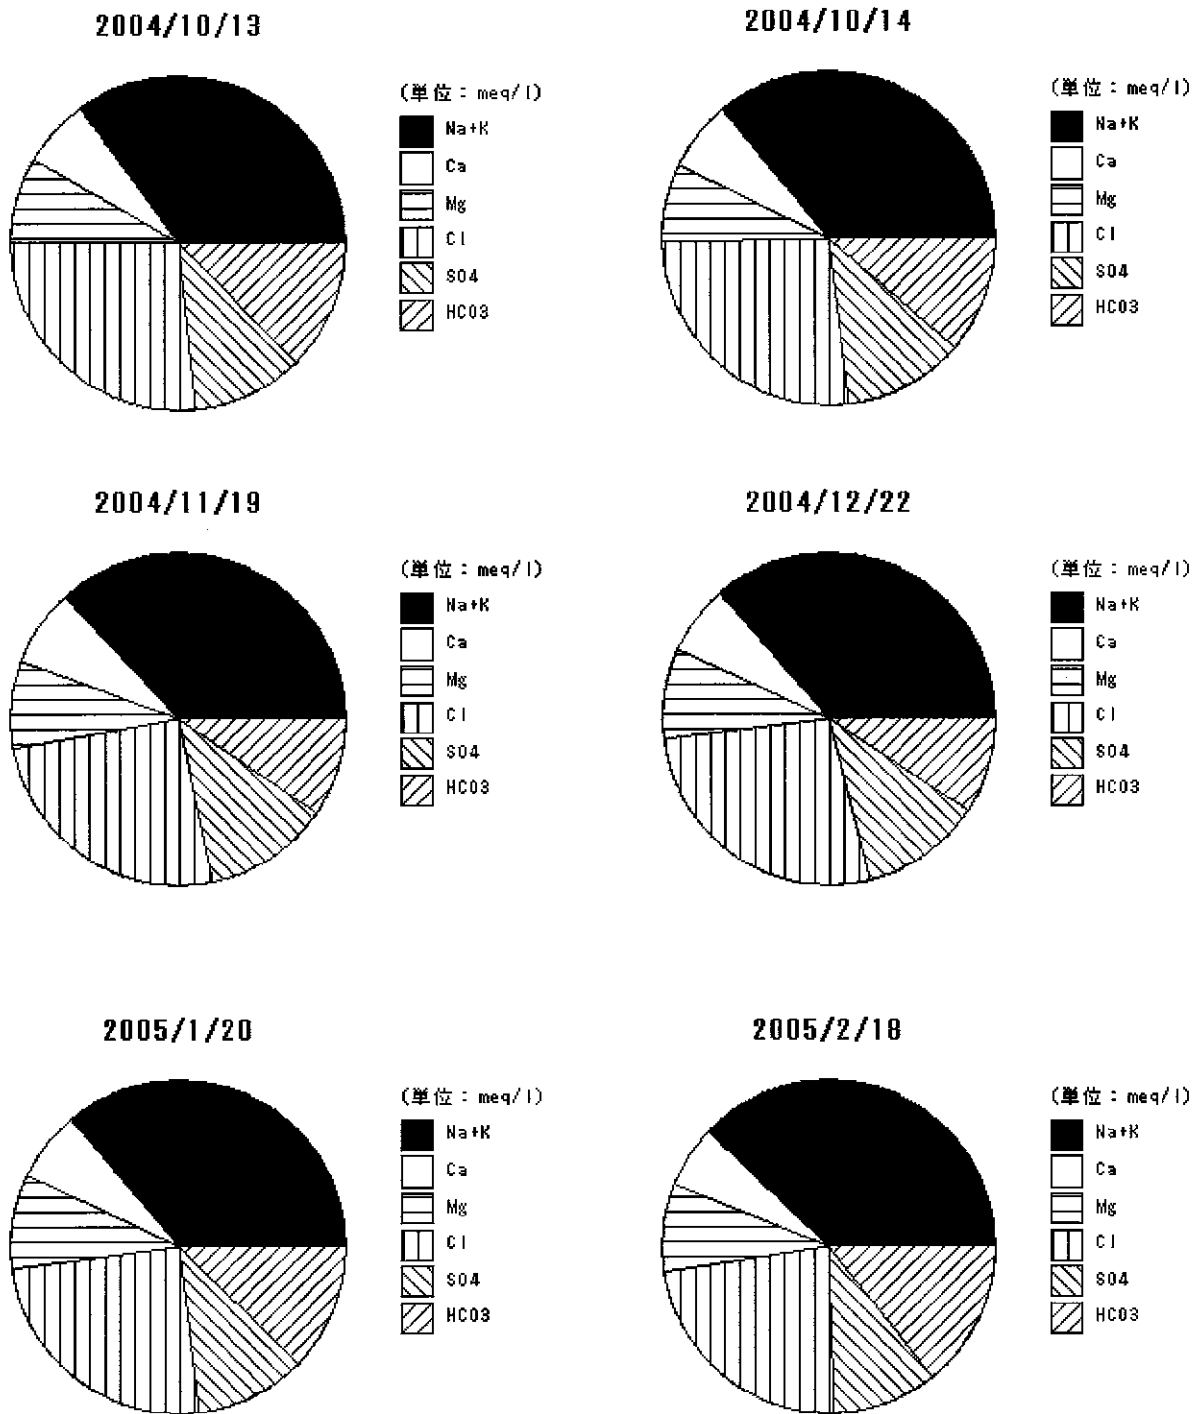 2004/10/13
(単位：meq/l)
Na+K
Ca
Mg
Cl
SO4
HCO3
2004/10/14
(単位：meq/l)
Na+K
Ca
Mg
Cl
SO4
HCO3
2004/11/19
(単位：meq/l)
Na+K
Ca
Mg
Cl
SO4
HCO3
2004/12/22
(単位：meq/l)
Na+K
Ca
Mg
Cl
SO4
HCO3
2005/1/20
(単位：meq/l)
Na+K
Ca
Mg
Cl
SO4
HCO3
2005/2/18
(単位：meq/l)
Na+K
Ca
Mg
Cl
SO4
HCO3